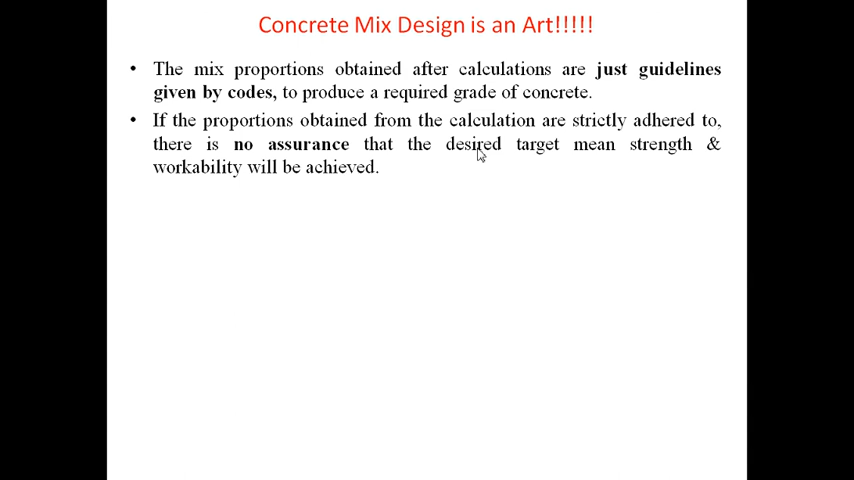 Concrete Mix Design is an Art!!!!!
• The mix proportions obtained after calculations are just guidelines
given by codes, to produce a required grade of concrete.
• If the proportions obtained from the calculation are strictly adhered to,
there is no assurance that the desired target mean strength &
workability will be achieved.